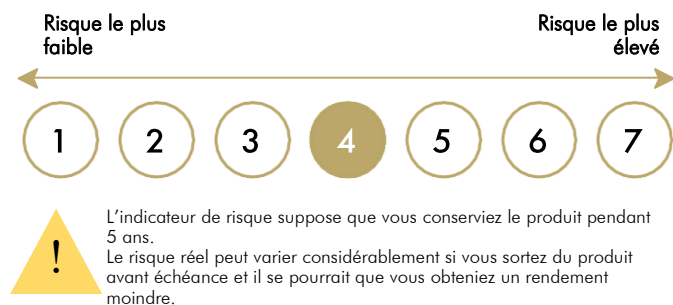 Risque le plus
faible
Risque le plus
élevé
1 2 3 4 5 6 7
!
L'indicateur de risque suppose que vous conserviez le produit pendant
5 ans.
Le risque réel peut varier considérablement si vous sortez du produit
avant échéance et il se pourrait que vous obteniez un rendement
moindre.